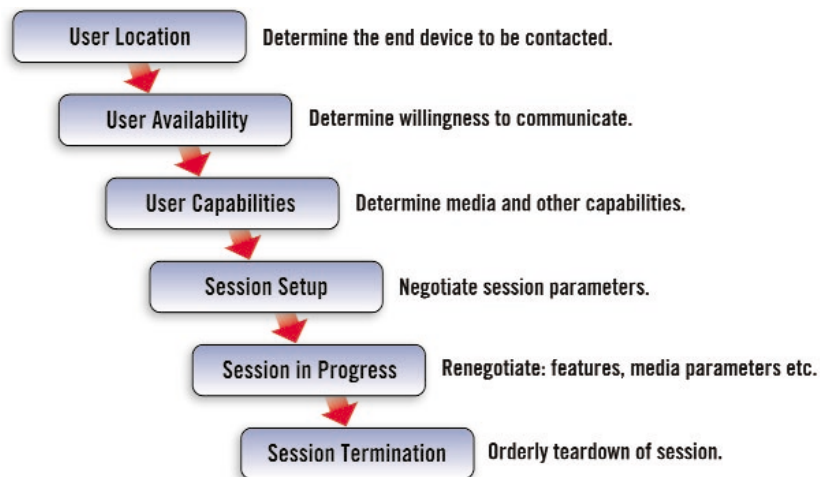 User Location
Determine the end device to be contacted.
User Availability
Determine willingness to communicate.
User Capabilities
Determine media and other capabilities.
Session Setup
Negotiate session parameters.
Session in Progress
Renegotiate: features, media parameters etc.
Session Termination
Orderly teardown of session.